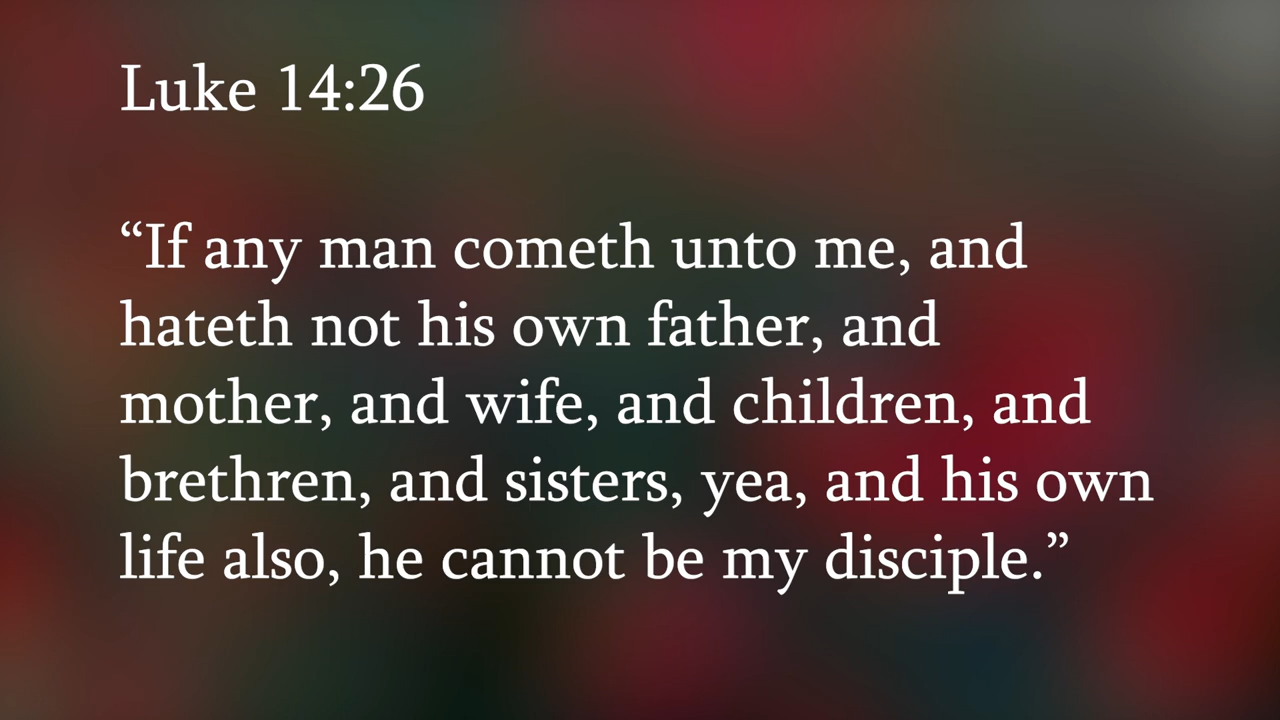 Luke 14:26
“If any man cometh unto me, and
hateth not his own father, and
mother, and wife, and children, and
brethren, and sisters, yea, and his own
life also, he cannot be my disciple.”